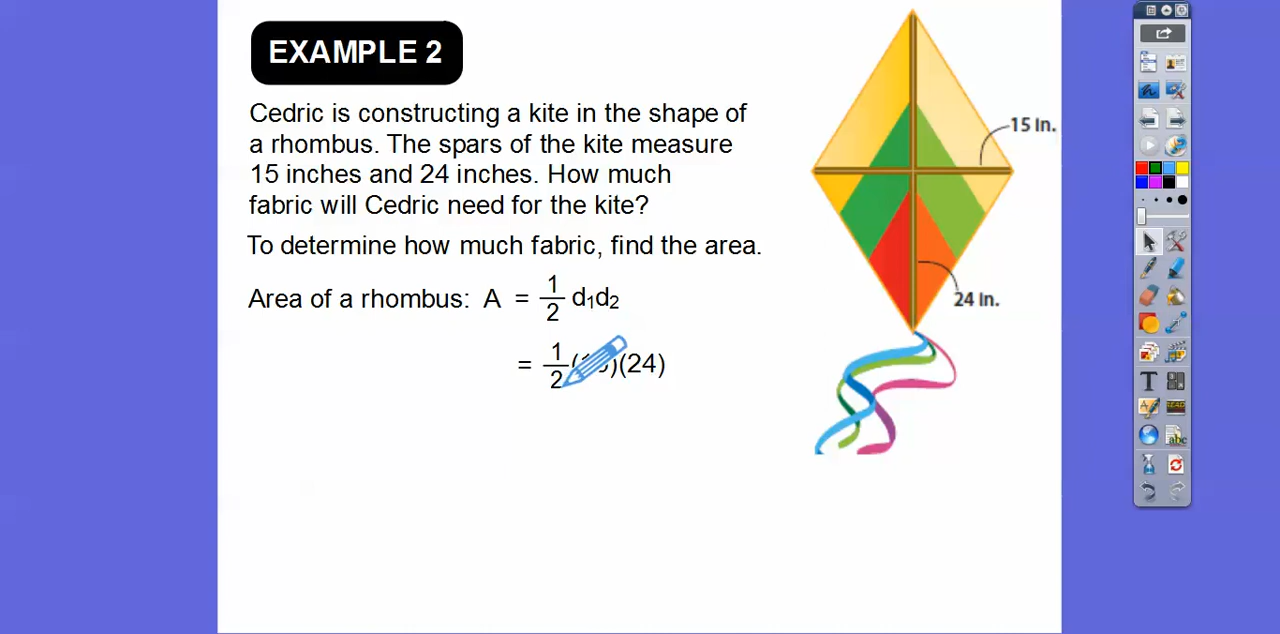 EXAMPLE 2
Cedric is constructing a kite in the shape of
a rhombus. The spars of the kite measure
15 inches and 24 inches. How much
fabric will Cedric need for the kite?
To determine how much fabric, find the area.
Area of a rhombus: A = 1/2 d₁d₂
= 1/2 ( )(24)
15 in.
24 in.